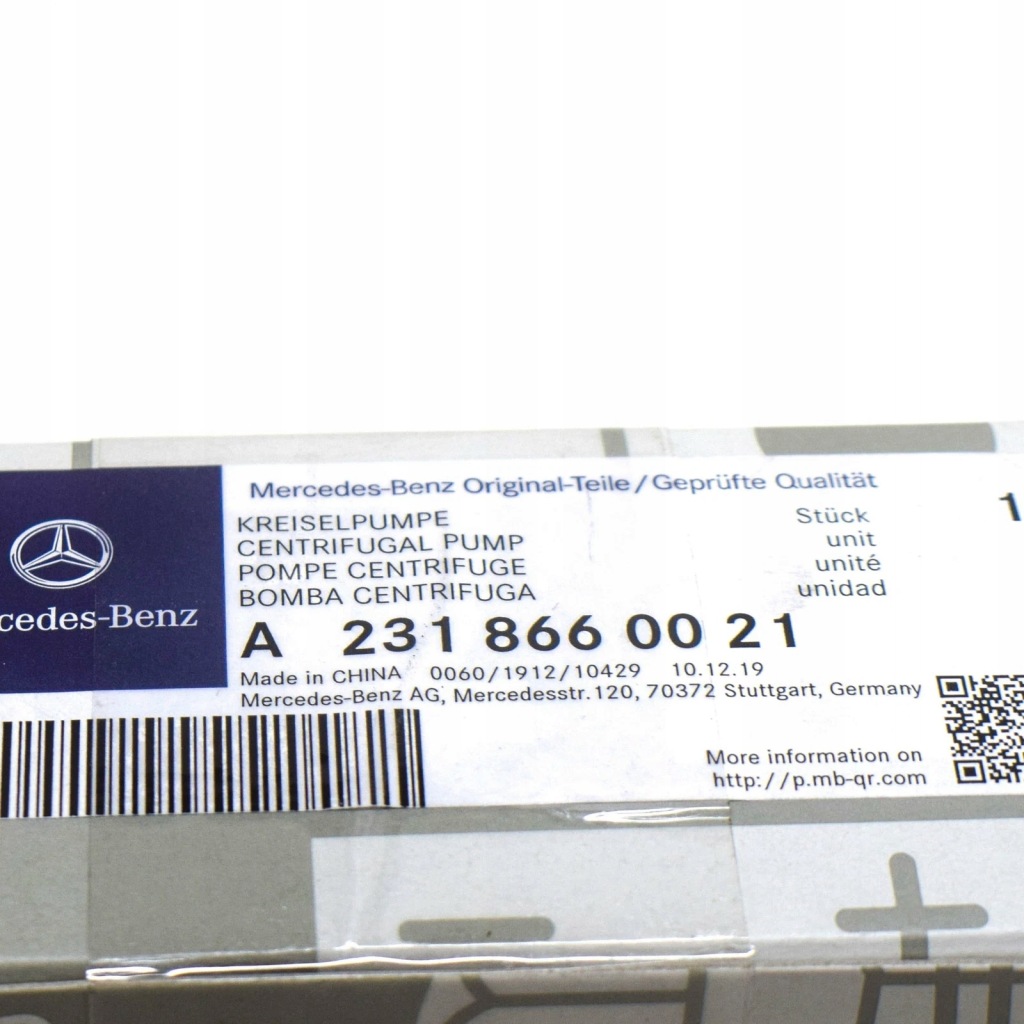 Mercedes-Benz Original-Teile/Geprüfte Qualität
KREISELPUMPE Stück 1
CENTRIFUGAL PUMP unit
POMPE CENTRIFUGE unité
BOMBA CENTRIFUGA unidad
cedes-Benz
A 231 866 00 21
Made in CHINA 0060/1912/10429 10.12.19
Mercedes-Benz AG, Mercedesstr.120, 70372 Stuttgart, Germany
More information on
http://p.mb-qr.com